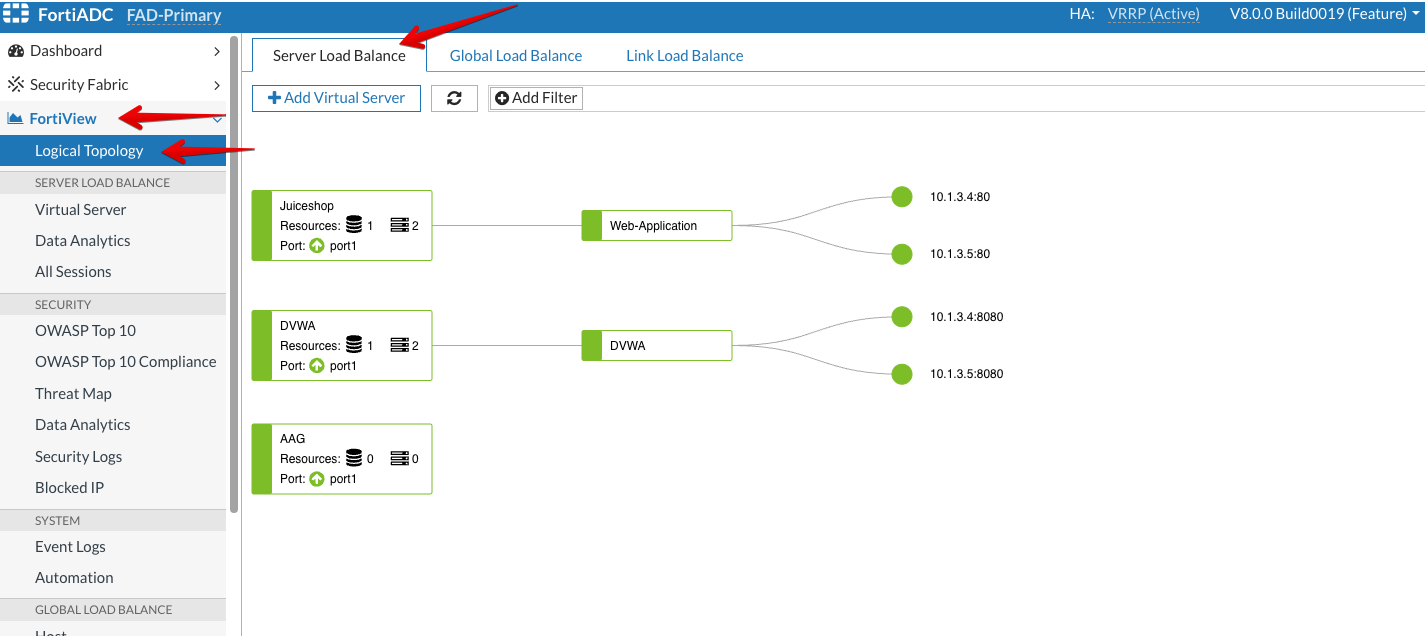 FortiADC FAD-Primary HA: VRRP (Active) V8.0.0 Build0019 (Feature)
Dashboard
Security Fabric
FortiView
Logical Topology
SERVER LOAD BALANCE
Virtual Server
Data Analytics
All Sessions
SECURITY
OWASP Top 10
OWASP Top 10 Compliance
Threat Map
Data Analytics
Security Logs
Blocked IP
SYSTEM
Event Logs
Automation
GLOBAL LOAD BALANCE
Host
Server Load Balance Global Load Balance Link Load Balance
Add Virtual Server Add Filter
Juiceshop
Resources: 1 2
Port: port1
Web-Application
10.1.3.4:80
10.1.3.5:80
DVWA
Resources: 1 2
Port: port1
DVWA
10.1.3.4:8080
10.1.3.5:8080
AAG
Resources: 0 0
Port: port1